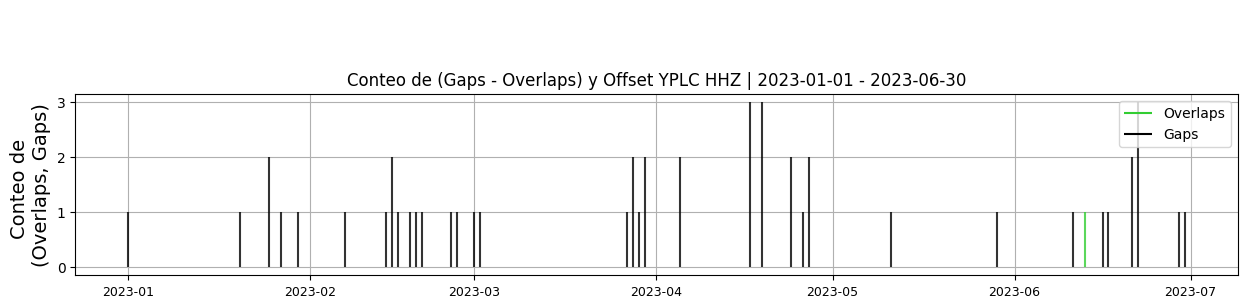 Conteo de (Gaps - Overlaps) y Offset YPLC HHZ | 2023-01-01 - 2023-06-30
Conteo de
(Overlaps, Gaps)
3
2
1
0
Overlaps
Gaps
2023-01 2023-02 2023-03 2023-04 2023-05 2023-06 2023-07